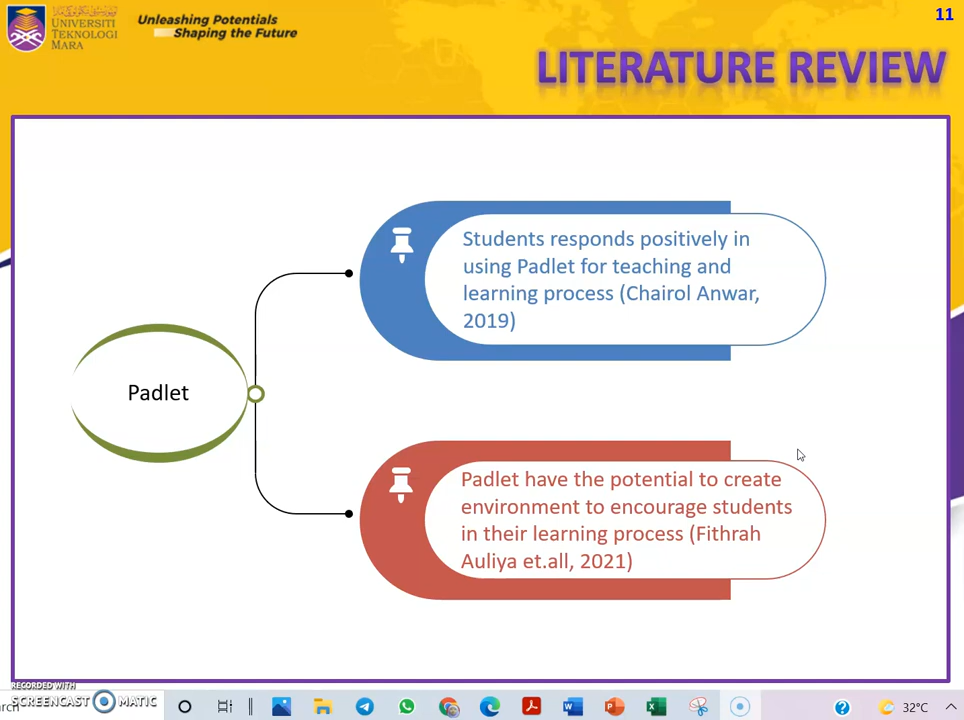 UNIVERSITI
TEKNOLOGI
MARA
Unleashing Potentials
Shaping the Future
11
LITERATURE REVIEW
Students responds positively in
using Padlet for teaching and
learning process (Chairol Anwar,
2019)
Padlet
Padlet have the potential to create
environment to encourage students
in their learning process (Fithrah
Auliya et.all, 2021)
RECORDED WITH
SCREENCAST MATIC
arch
32°C